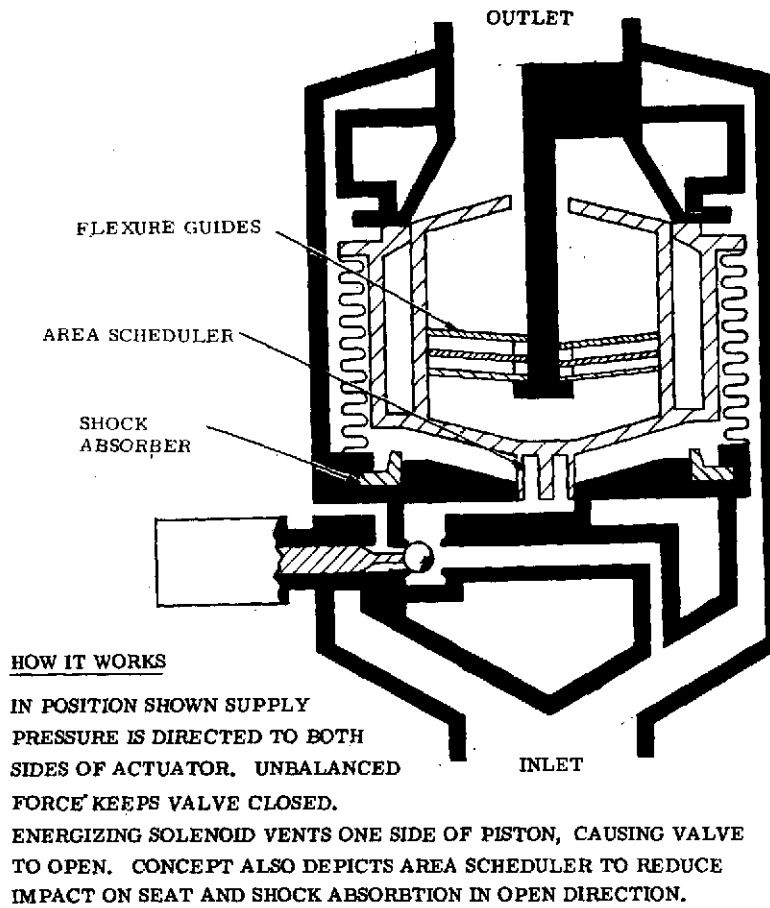 OUTLET
FLEXURE GUIDES
AREA SCHEDULER
SHOCK
ABSORBER
HOW IT WORKS
IN POSITION SHOWN SUPPLY
PRESSURE IS DIRECTED TO BOTH
SIDES OF ACTUATOR. UNBALANCED
INLET
FORCE KEEPS VALVE CLOSED.
ENERGIZING SOLENOID VENTS ONE SIDE OF PISTON, CAUSING VALVE
TO OPEN. CONCEPT ALSO DEPICTS AREA SCHEDULER TO REDUCE
IMPACT ON SEAT AND SHOCK ABSORBTION IN OPEN DIRECTION.